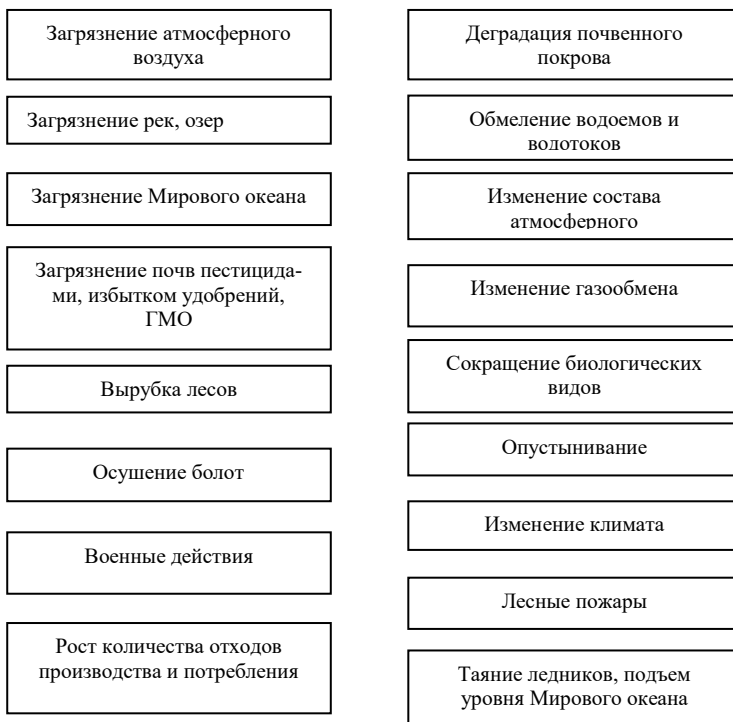 Загрязнение атмосферного
воздуха
Загрязнение рек, озер
Загрязнение Мирового океана
Загрязнение почв пестицида-
ми, избытком удобрений,
ГМО
Вырубка лесов
Осушение болот
Военные действия
Рост количества отходов
производства и потребления
Деградация почвенного
покрова
Обмеление водоемов и
водотоков
Изменение состава
атмосферного
Изменение газообмена
Сокращение биологических
видов
Опустынивание
Изменение климата
Лесные пожары
Таяние ледников, подъем
уровня Мирового океана